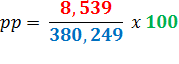 pp = 8,539 / 380,249 x 100